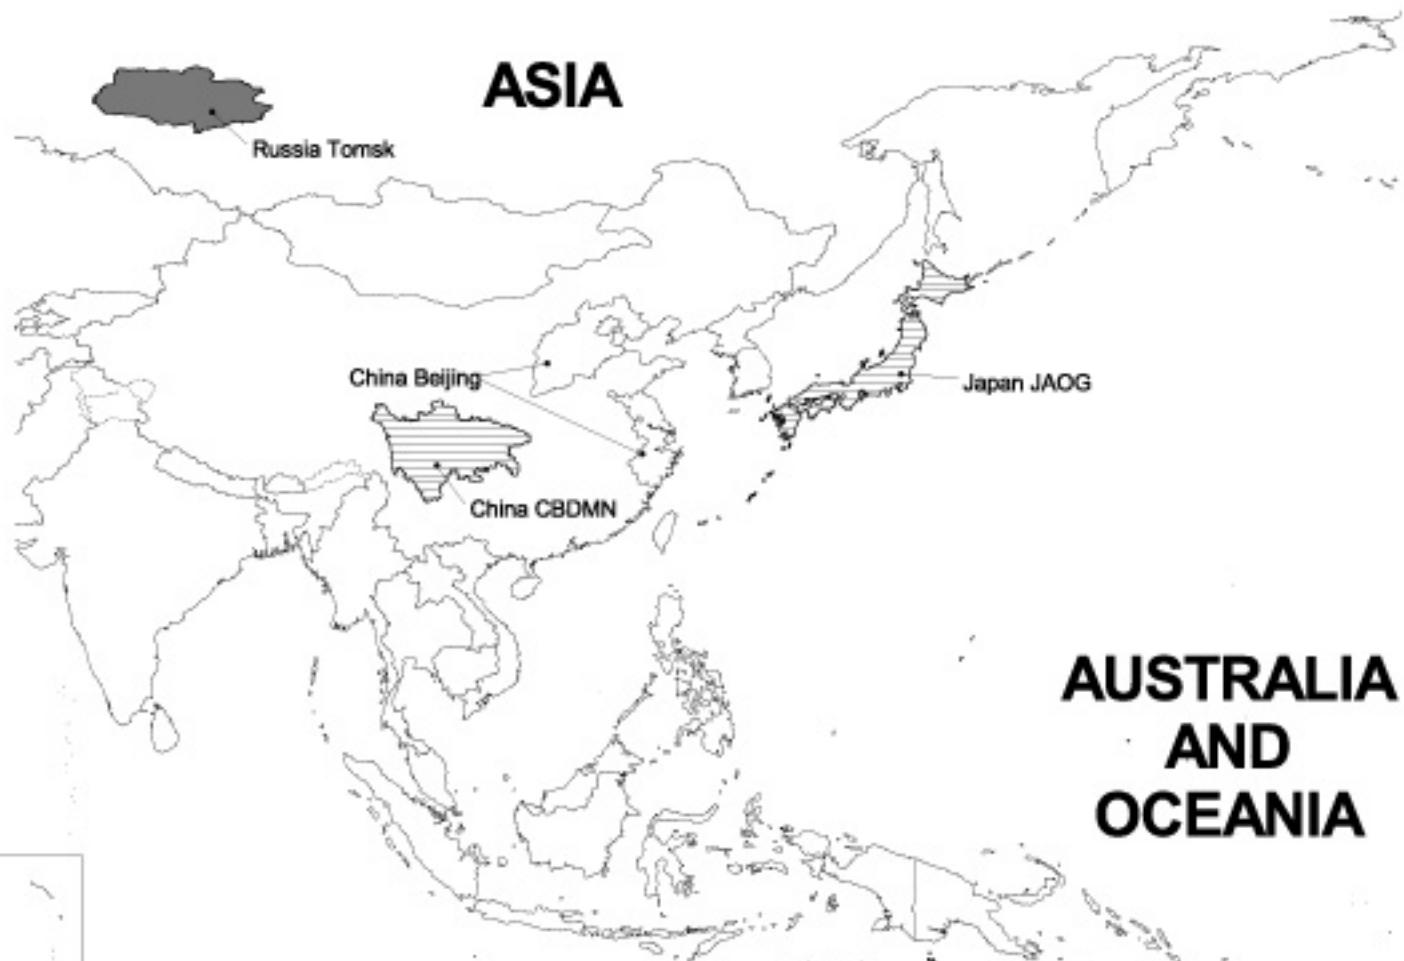 ASIA
Russia Tomsk
China Beijing
Japan JAOG
China CBDMN
AUSTRALIA
AND
OCEANIA